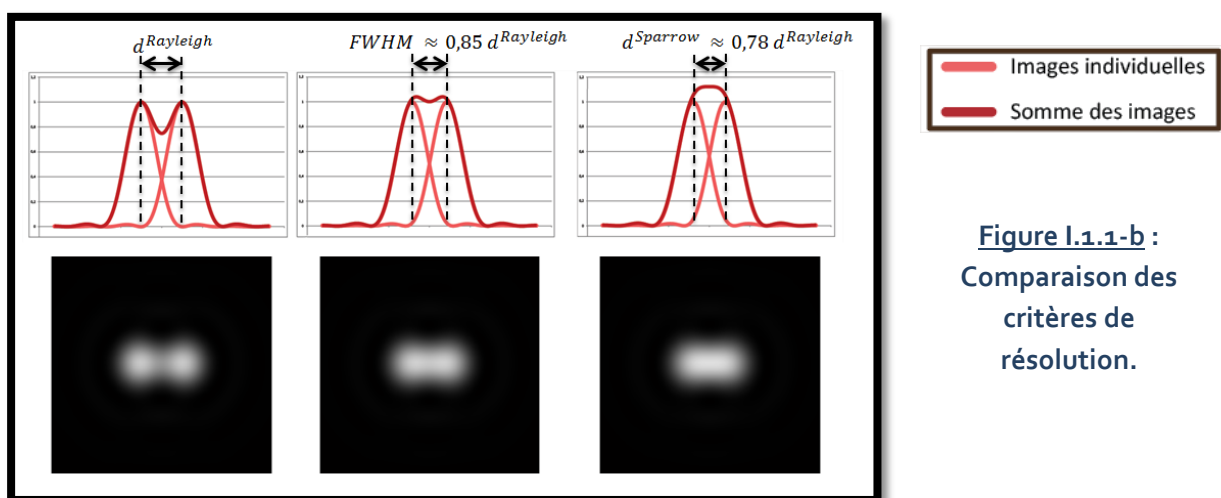 d^Rayleigh
FWHM ≈ 0,85 d^Rayleigh
d^Sparrow ≈ 0,78 d^Rayleigh
Images individuelles
Somme des images
Figure I.1.1-b :
Comparaison des
critères de
résolution.